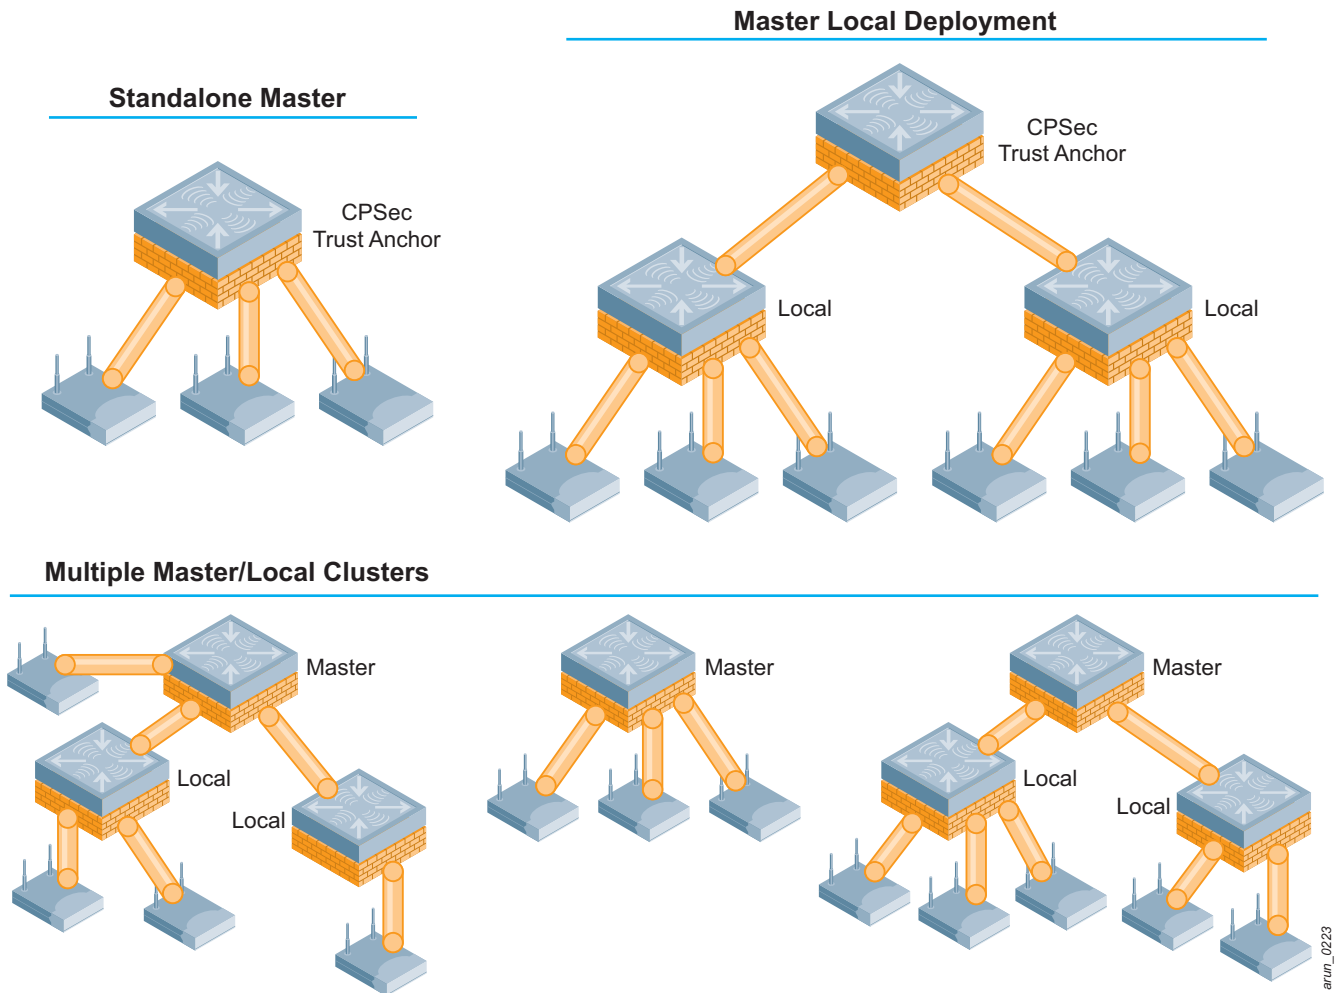 Master Local Deployment
Standalone Master
CPSec
Trust Anchor
CPSec
Trust Anchor
Local
Local
Multiple Master/Local Clusters
Master
Master
Master
Local
Local
Local
Local
arun_0223